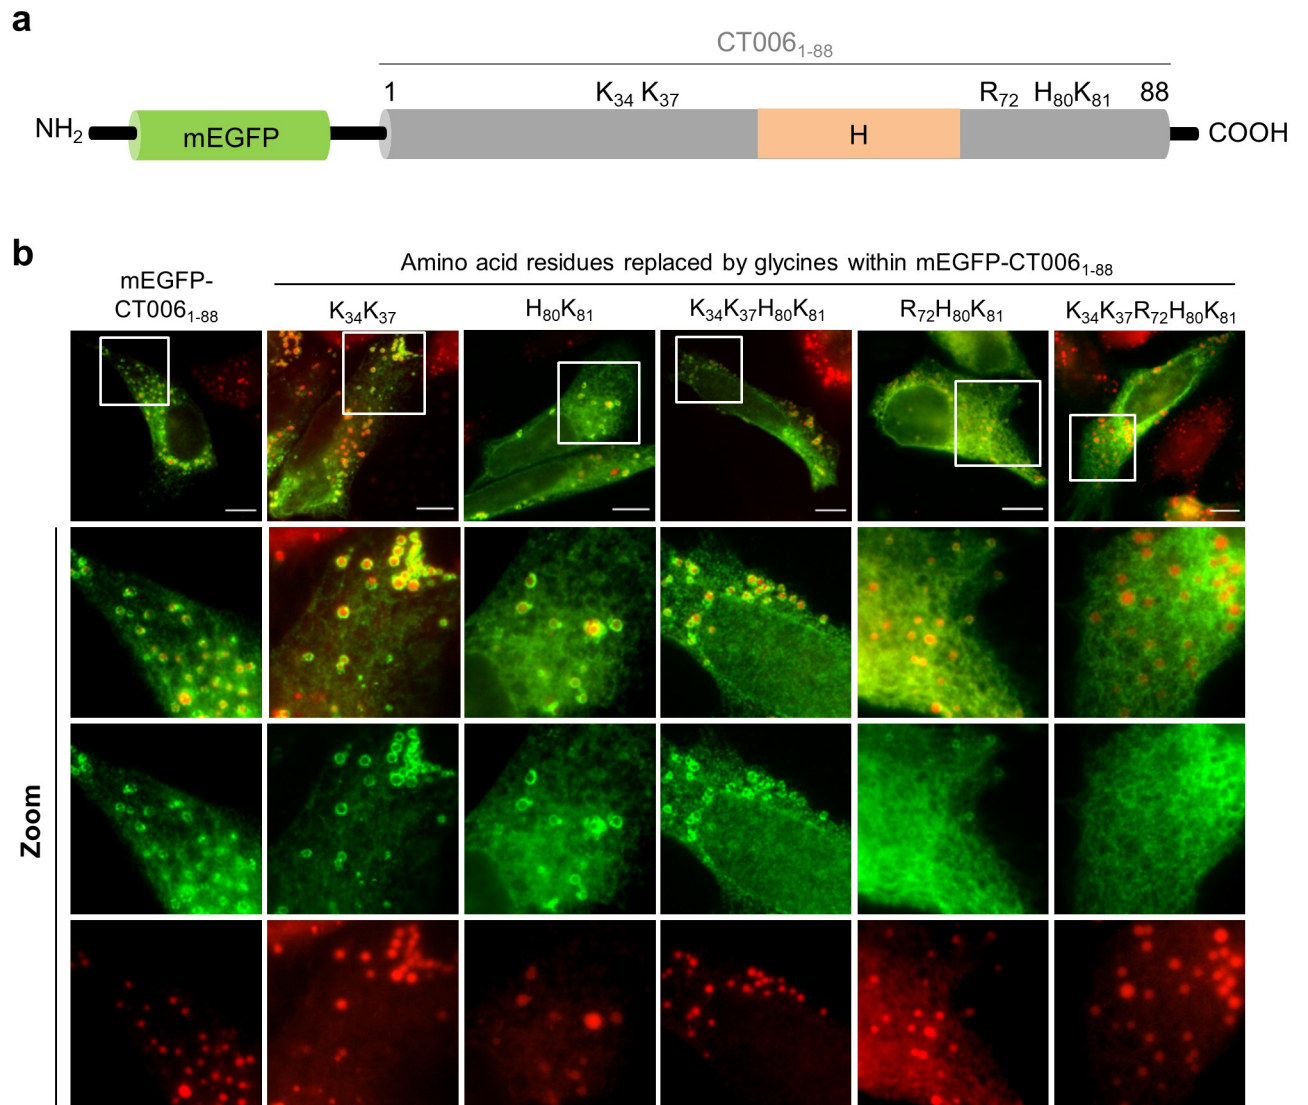 a
CT006₁₋₈₈
1 K₃₄ K₃₇ R₇₂ H₈₀K₈₁ 88
NH₂ mEGFP H COOH
b
Amino acid residues replaced by glycines within mEGFP-CT006₁₋₈₈
mEGFP-
CT006₁₋₈₈
K₃₄K₃₇ H₈₀K₈₁ K₃₄K₃₇H₈₀K₈₁ R₇₂H₈₀K₈₁ K₃₄K₃₇R₇₂H₈₀K₈₁
Zoom